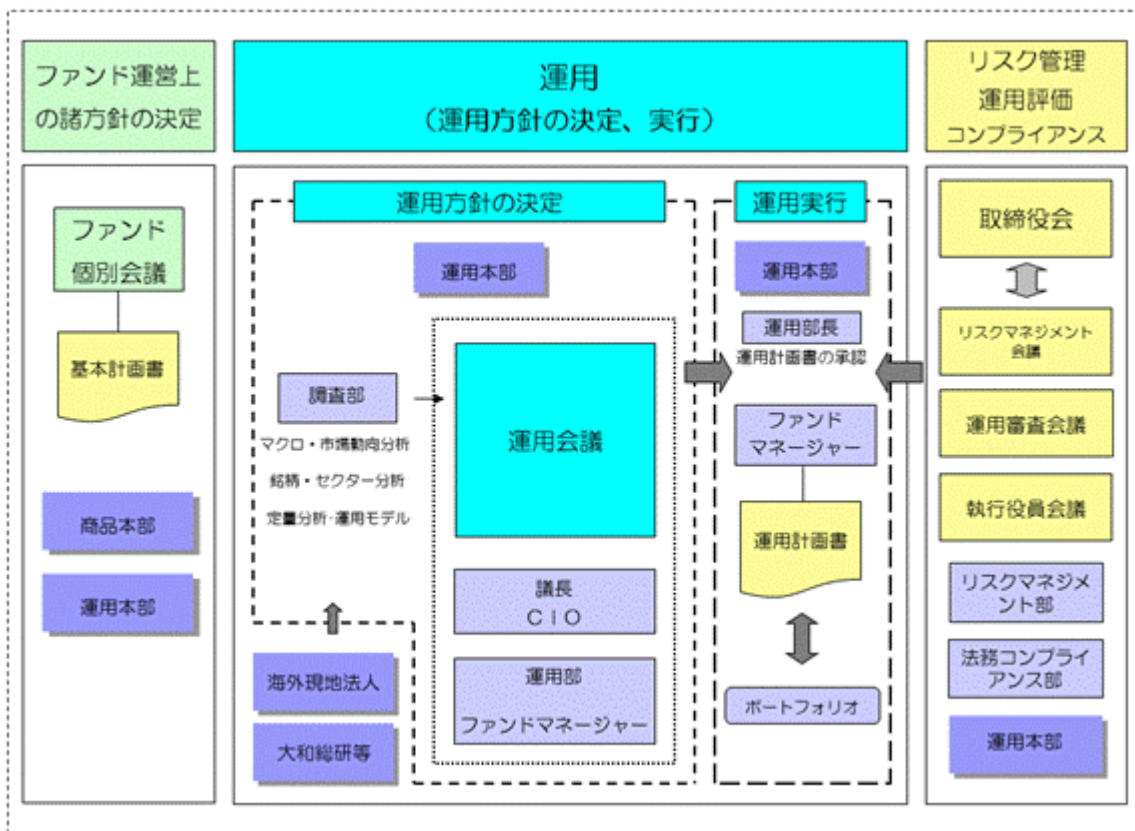 ファンド運営上
の諸方針の決定
運用
（運用方針の決定、実行）
リスク管理
運用評価
コンプライアンス
ファンド
個別会議
基本計画書
商品本部
運用本部
運用方針の決定
運用本部
調査部
マクロ・市場動向分析
銘柄・セクター分析
定量分析・運用モデル
海外現地法人
大和総研等
運用会議
議長
ＣＩＯ
運用部
ファンドマネージャー
運用実行
運用本部
運用部長
運用計画書の承認
ファンド
マネージャー
運用計画書
ポートフォリオ
取締役会
リスクマネジメント
会議
運用審査会議
執行役員会議
リスクマネジメ
ント部
法務コンプライ
アンス部
運用本部